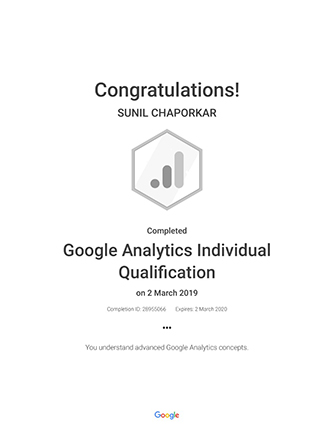 Congratulations!
SUNIL CHAPORKAR
Completed
Google Analytics Individual
Qualification
on 2 March 2019
Completion ID: 28955066 Expires: 2 March 2020
•••
You understand advanced Google Analytics concepts.
Google